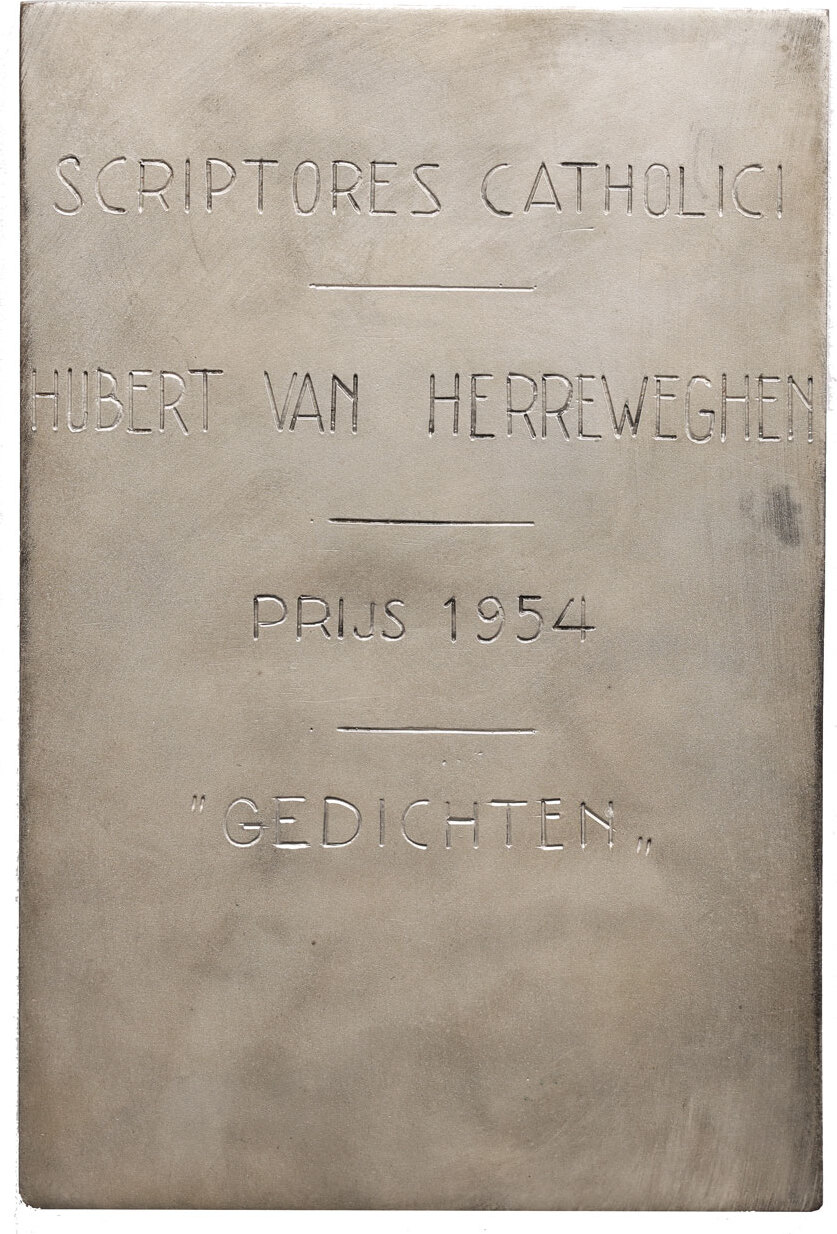 SCRIPTORES CATHOLICI
HUBERT VAN HERREWEGHEN
PRIJS 1954
"GEDICHTEN„